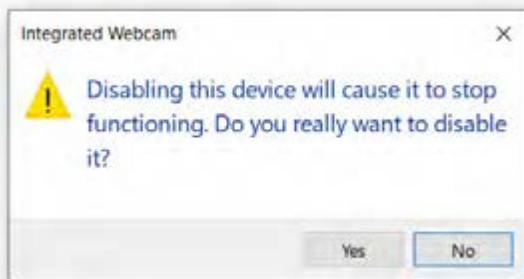 Integrated Webcam
Disabling this device will cause it to stop
functioning. Do you really want to disable
it?
Yes
No